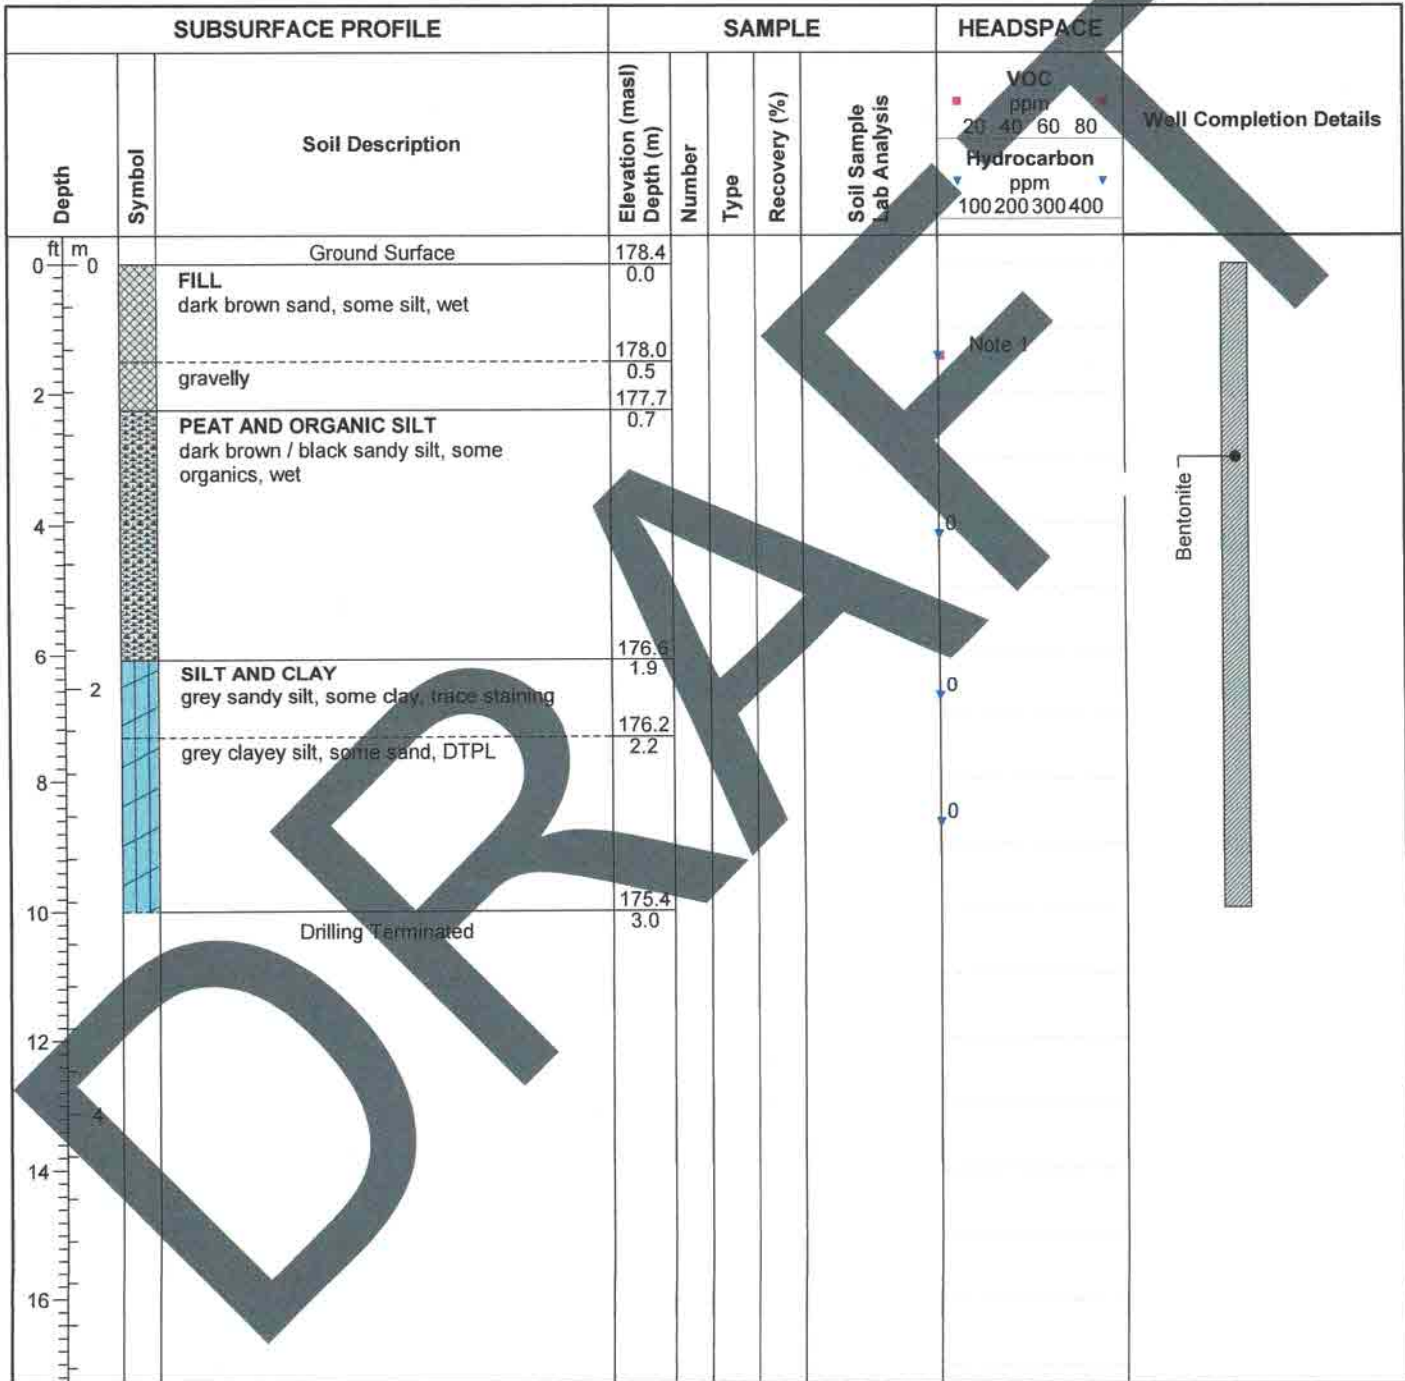 SUBSURFACE PROFILE
SAMPLE
HEADSPACE
Depth
Symbol
Soil Description
Elevation (masl)
Depth (m)
Number
Type
Recovery (%)
Soil Sample
Lab Analysis
VOC
ppm
20 40 60 80
Hydrocarbon
ppm
100 200 300 400
Well Completion Details
ft m
0 0
Ground Surface
178.4
0.0
FILL
dark brown sand, some silt, wet
178.0
0.5
Note 1
gravelly
177.7
0.7
2
PEAT AND ORGANIC SILT
dark brown / black sandy silt, some
organics, wet
Bentonite
4
0
176.6
1.9
6
SILT AND CLAY
grey sandy silt, some clay, trace staining
2
0
176.2
2.2
grey clayey silt, some sand, DTPL
8
0
175.4
3.0
10
Drilling Terminated
12
4
14
16
DRAFT